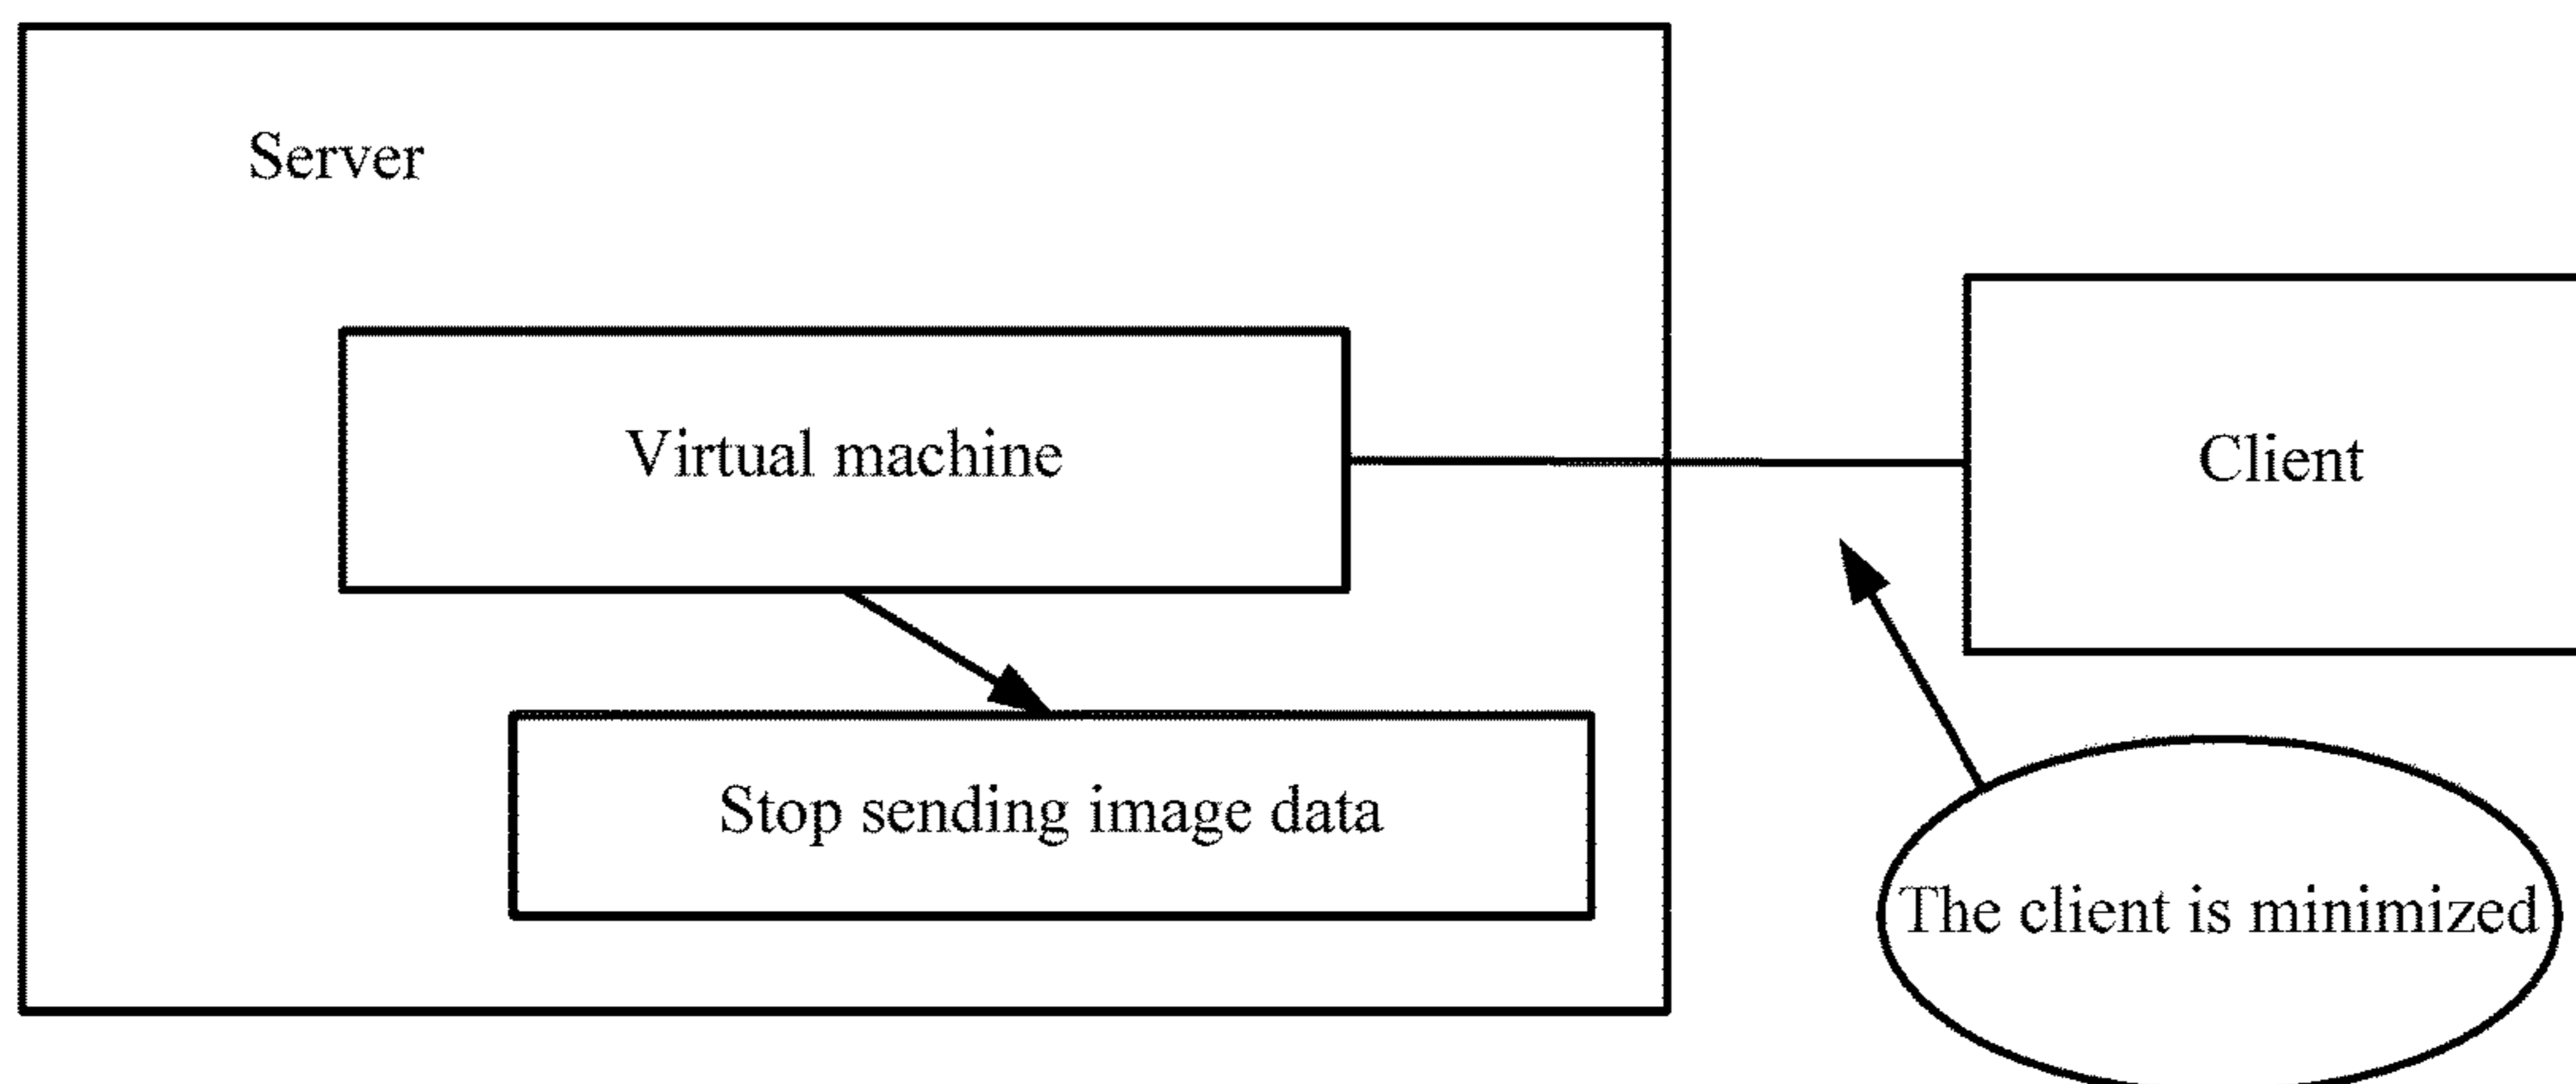 Server
Virtual machine
Client
Stop sending image data
The client is minimized